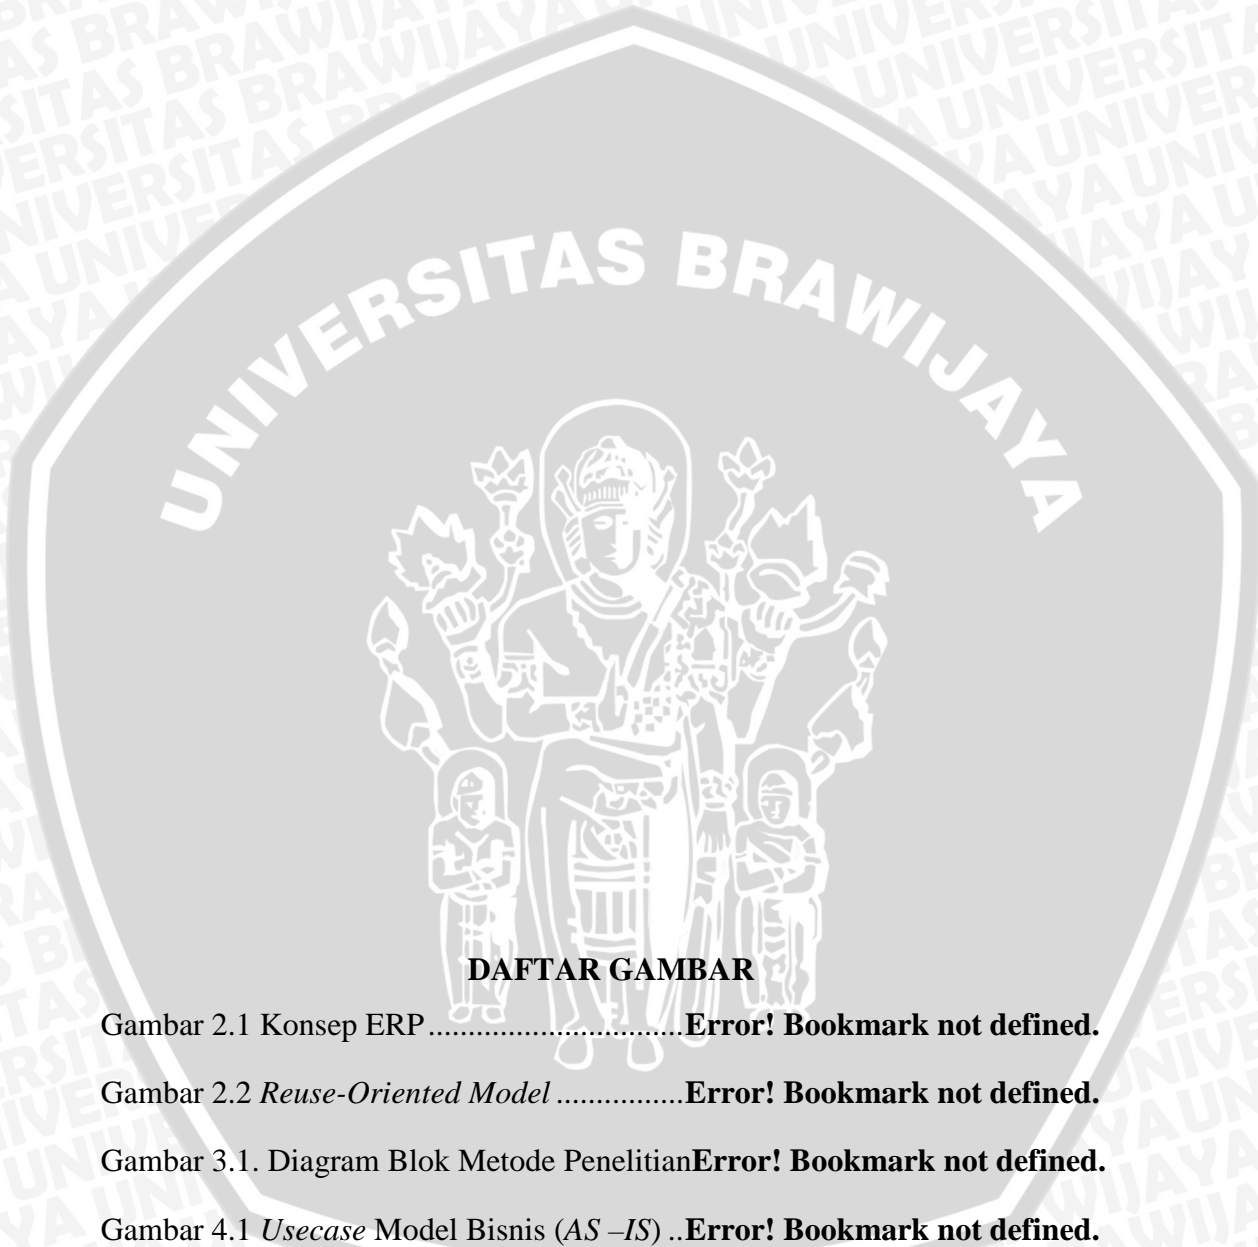 UNIVERSITAS BRAWIJAYA
DAFTAR GAMBAR
Gambar 2.1 Konsep ERP................................Error! Bookmark not defined.
Gambar 2.2 Reuse-Oriented Model ................Error! Bookmark not defined.
Gambar 3.1. Diagram Blok Metode PenelitianError! Bookmark not defined.
Gambar 4.1 Usecase Model Bisnis (AS –IS) ..Error! Bookmark not defined.